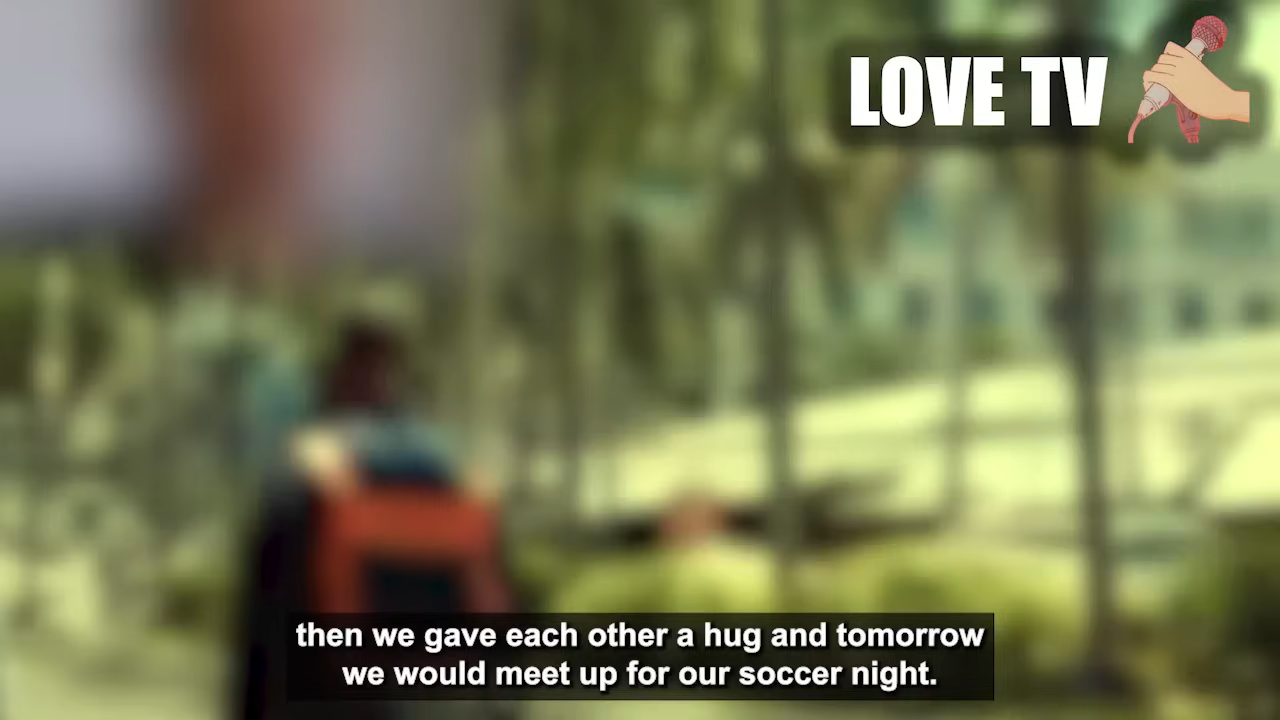 LOVE TV
then we gave each other a hug and tomorrow
we would meet up for our soccer night.